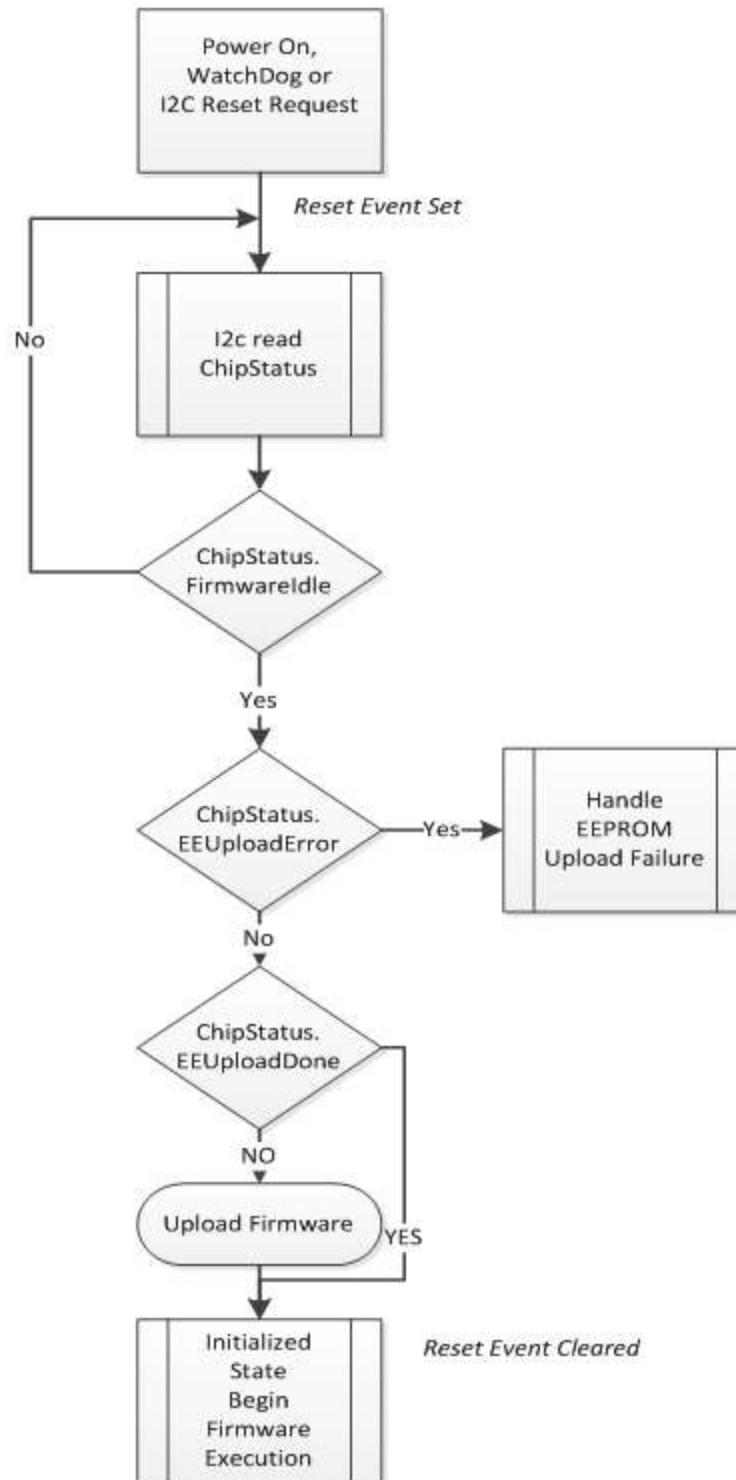 Power On,
WatchDog or
I2C Reset Request
Reset Event Set
No
I2c read
ChipStatus
ChipStatus.
FirmwareIdle
Yes
ChipStatus.
EEUploadError
Yes
Handle
EEPROM
Upload Failure
No
ChipStatus.
EEUploadDone
NO
Upload Firmware
YES
Initialized
State
Begin
Firmware
Execution
Reset Event Cleared